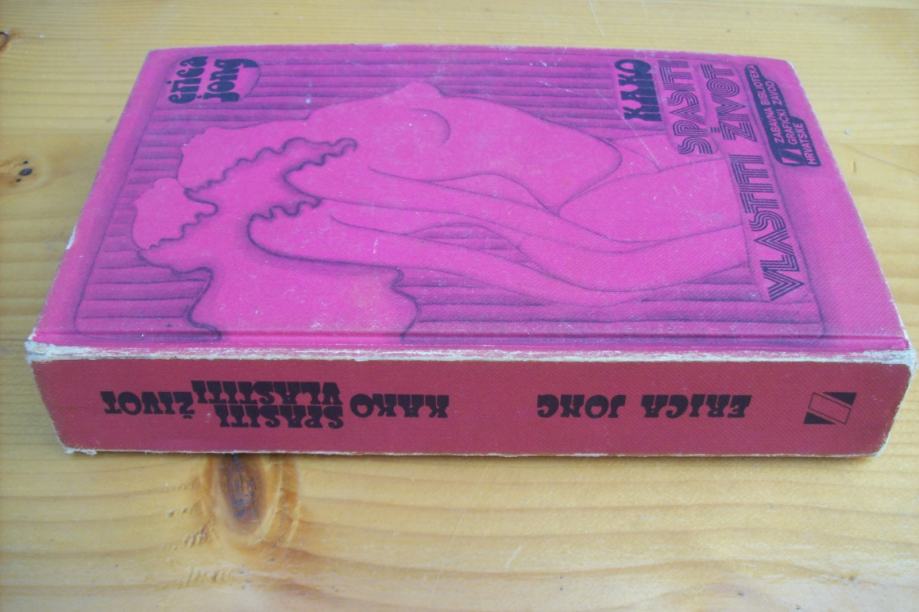 erica
jong
KAKO
SPASITI
VLASTITI ŽIVOT
ZABAVNA BIBLIOTEKA
GRAFIČKI ZAVOD
HRVATSKE
ERICA JONG
KAKO
SPASITI
VLASTITI
ŽIVOT